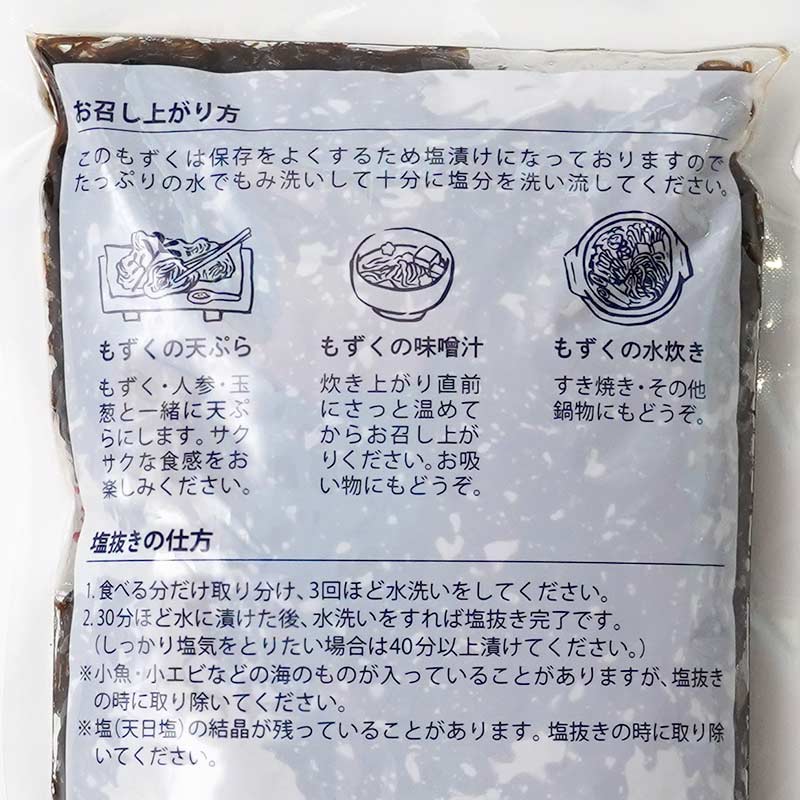 お召し上がり方
このもずくは保存をよくするため塩漬けになっておりますので
たっぷりの水でもみ洗いして十分に塩分を洗い流してください。
もずくの天ぷら
もずく・人参・玉
葱と一緒に天ぷ
らにします。サク
サクな食感をお
楽しみください。
もずくの味噌汁
炊き上がり直前
にさっと温めて
からお召し上が
りください。お吸
い物にもどうぞ。
もずくの水炊き
すき焼き・その他
鍋物にもどうぞ。
塩抜きの仕方
1.食べる分だけ取り分け、3回ほど水洗いをしてください。
2.30分ほど水に漬けた後、水洗いをすれば塩抜き完了です。
(しっかり塩気をとりたい場合は40分以上漬けてください。)
※小魚・小エビなどの海のものが入っていることがありますが、塩抜き
の時に取り除いてください。
※塩(天日塩)の結晶が残っていることがあります。塩抜きの時に取り除
いてください。